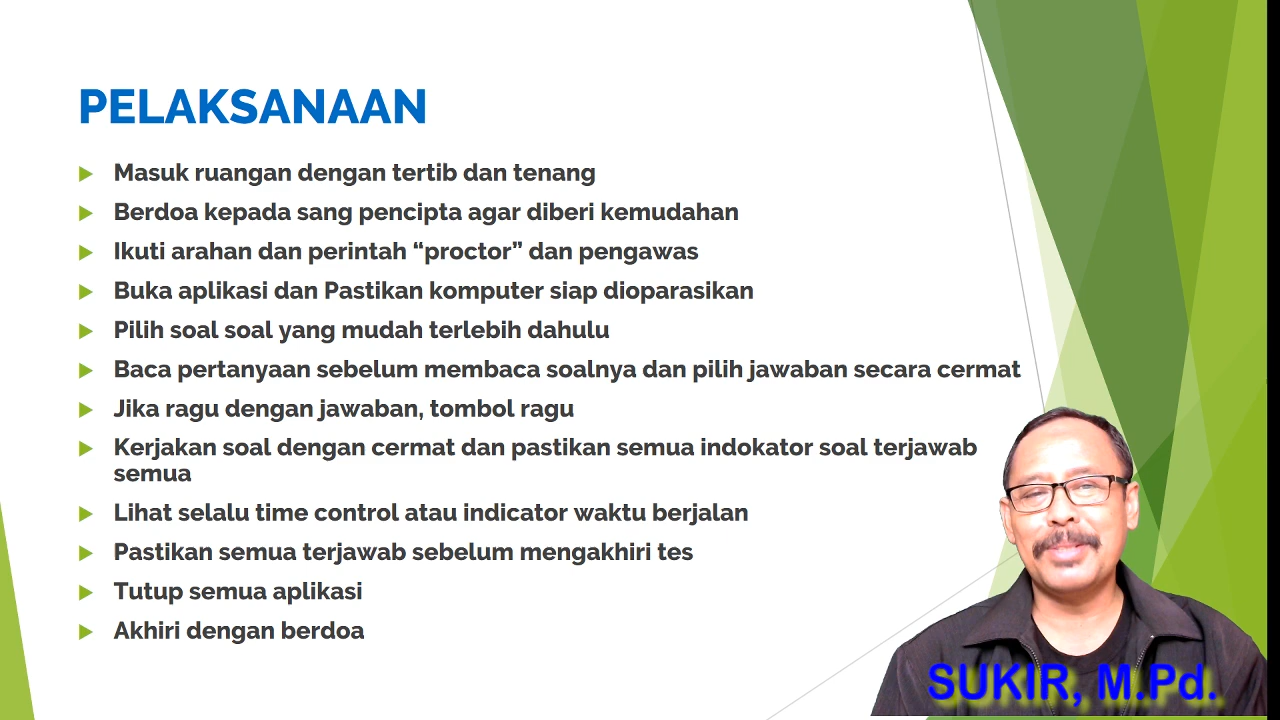 PELAKSANAAN
Masuk ruangan dengan tertib dan tenang
Berdoa kepada sang pencipta agar diberi kemudahan
Ikuti arahan dan perintah “proctor” dan pengawas
Buka aplikasi dan Pastikan komputer siap dioparasikan
Pilih soal soal yang mudah terlebih dahulu
Baca pertanyaan sebelum membaca soalnya dan pilih jawaban secara cermat
Jika ragu dengan jawaban, tombol ragu
Kerjakan soal dengan cermat dan pastikan semua indokator soal terjawab
semua
Lihat selalu time control atau indicator waktu berjalan
Pastikan semua terjawab sebelum mengakhiri tes
Tutup semua aplikasi
Akhiri dengan berdoa
SUKIR, M.Pd.